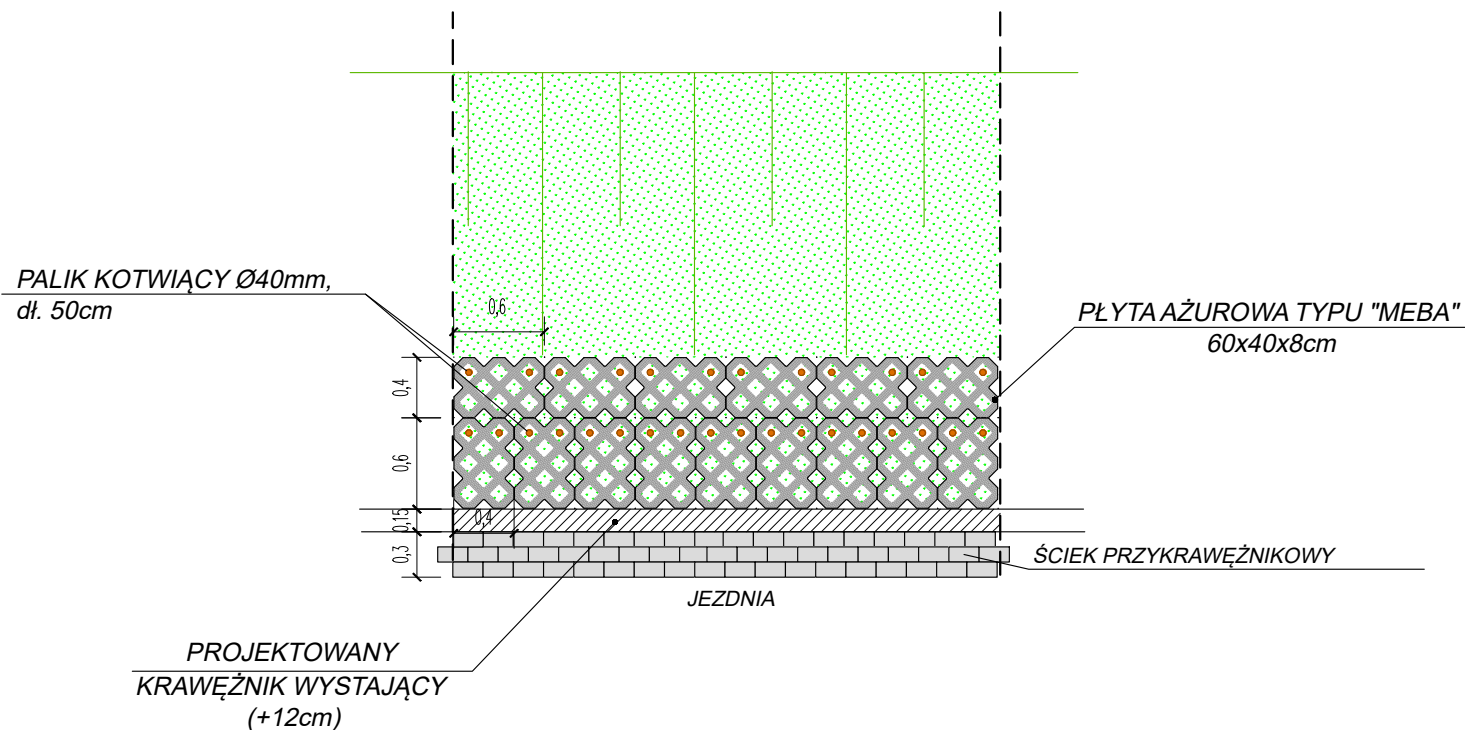 PALIK KOTWIĄCY Ø40mm,
dł. 50cm
0,6
PŁYTA AŻUROWA TYPU "MEBA"
60x40x8cm
0,4
0,6
0,15
0,4
0,3
ŚCIEK PRZYKRAWĘŻNIKOWY
JEZDNIA
PROJEKTOWANY
KRAWĘŻNIK WYSTAJĄCY
(+12cm)